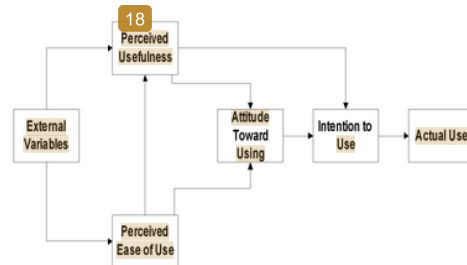 18
Perceived
Usefulness
External
Variables
Attitude
Toward
Using
Intention to
Use
Actual Use
Perceived
Ease of Use